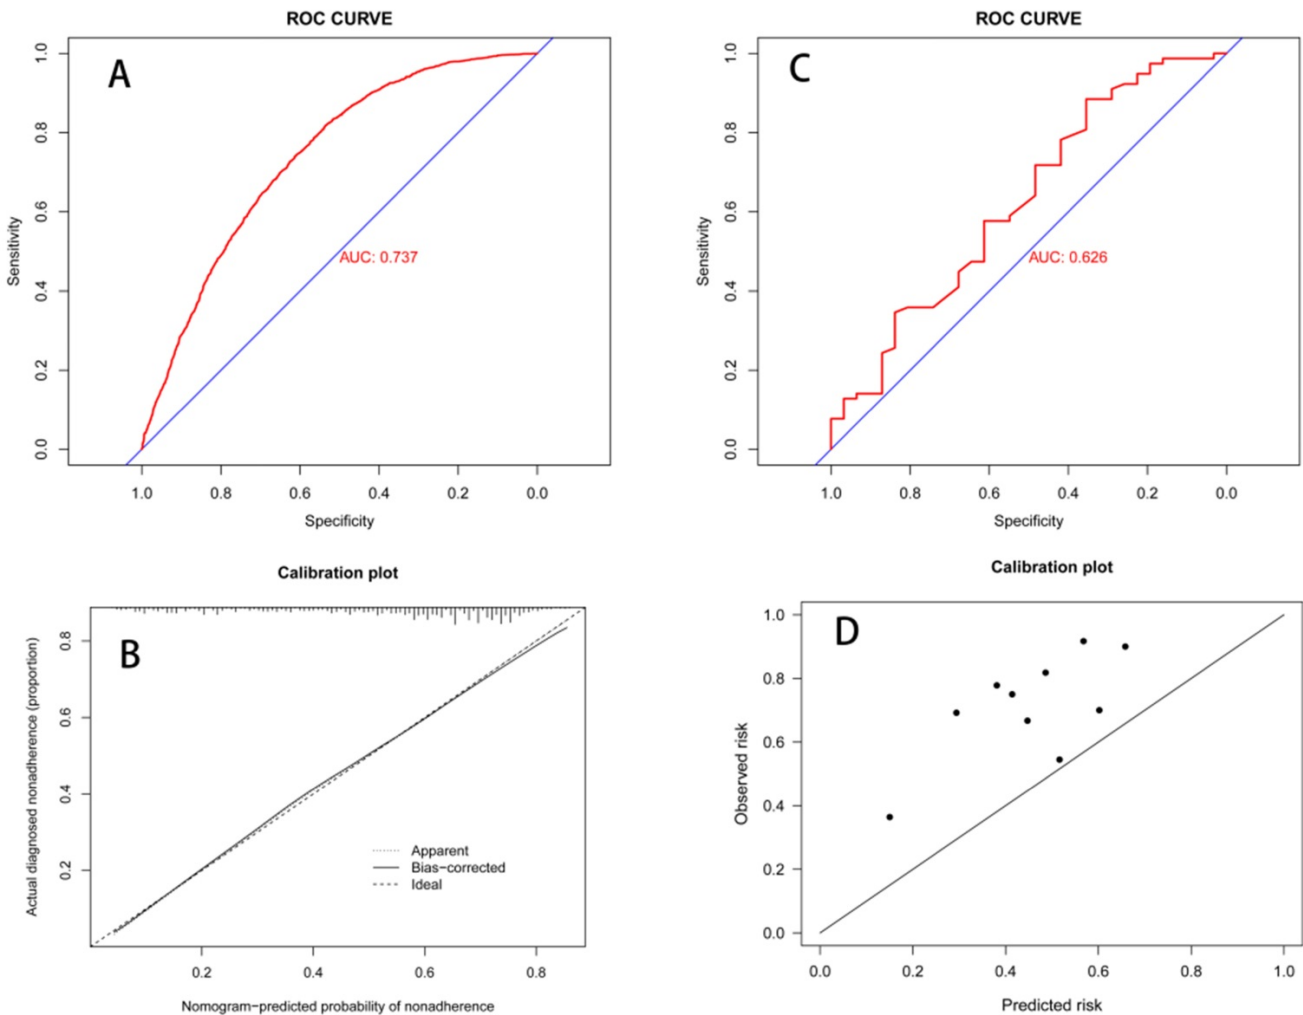 ROC CURVE
A
1.0
0.8
0.6
0.4
0.2
0.0
Sensitivity
AUC: 0.737
1.0 0.8 0.6 0.4 0.2 0.0
Specificity
ROC CURVE
C
1.0
0.8
0.6
0.4
0.2
0.0
Sensitivity
AUC: 0.626
1.0 0.8 0.6 0.4 0.2 0.0
Specificity
Calibration plot
B
0.8
0.6
0.4
0.2
Actual diagnosed nonadherence (proportion)
Apparent
Bias−corrected
Ideal
0.2 0.4 0.6 0.8
Nomogram−predicted probability of nonadherence
Calibration plot
D
1.0
0.8
0.6
0.4
0.2
0.0
Observed risk
0.0 0.2 0.4 0.6 0.8 1.0
Predicted risk